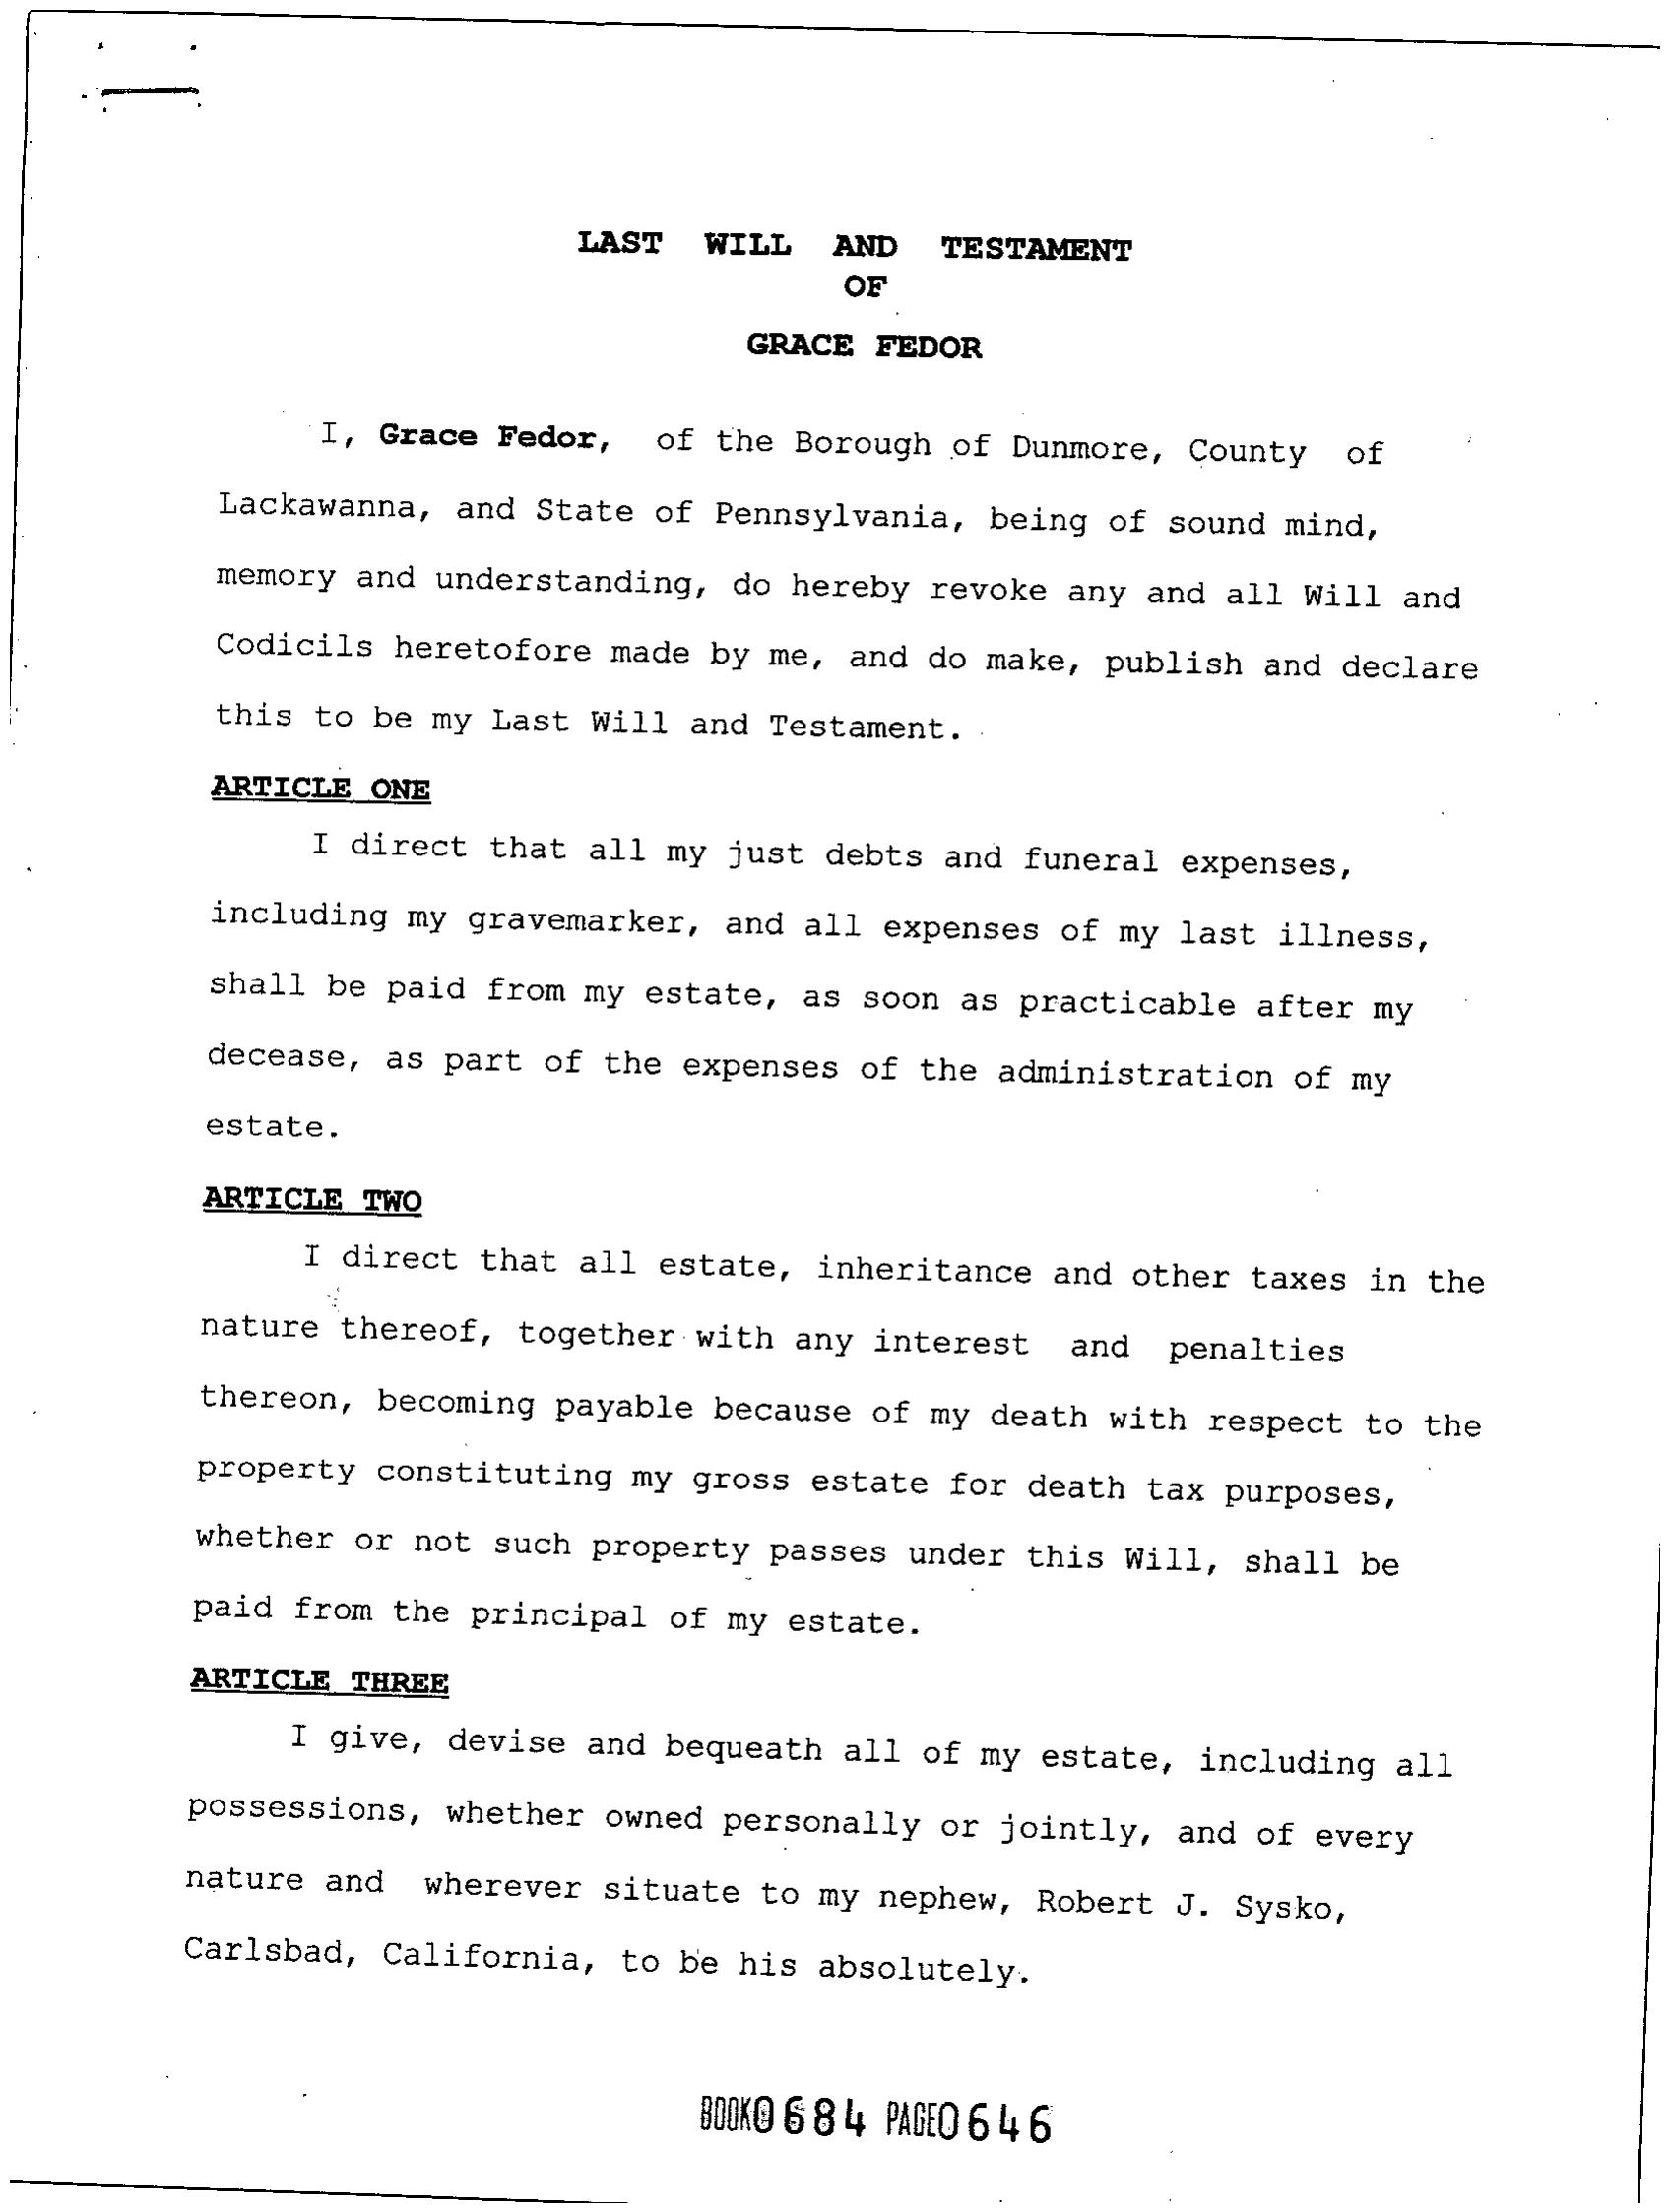 LAST WILL AND TESTAMENT
OF
GRACE FEDOR
I, Grace Fedor, of the Borough of Dunmore, County of
Lackawanna, and State of Pennsylvania, being of sound mind,
memory and understanding, do hereby revoke any and all Will and
Codicils heretofore made by me, and do make, publish and declare
this to be my Last Will and Testament.
ARTICLE ONE
I direct that all my just debts and funeral expenses,
including my gravemarker, and all expenses of my last illness,
shall be paid from my estate, as soon as practicable after my
decease, as part of the expenses of the administration of my
estate.
ARTICLE TWO
I direct that all estate, inheritance and other taxes in the
nature thereof, together with any interest and penalties
thereon, becoming payable because of my death with respect to the
property constituting my gross estate for death tax purposes,
whether or not such property passes under this Will, shall be
paid from the principal of my estate.
ARTICLE THREE
I give, devise and bequeath all of my estate, including all
possessions, whether owned personally or jointly, and of every
nature and wherever situate to my nephew, Robert J. Sysko,
Carlsbad, California, to be his absolutely.
BOOK0684 PAGE0646